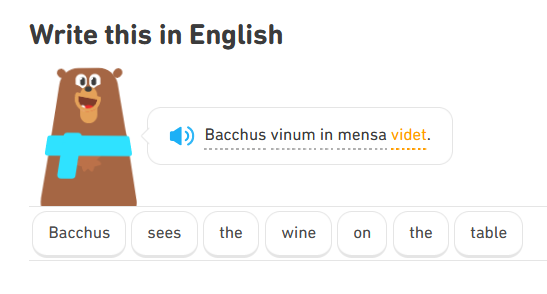 Write this in English
Bacchus vinum in mensa videt.
Bacchus sees the wine on the table